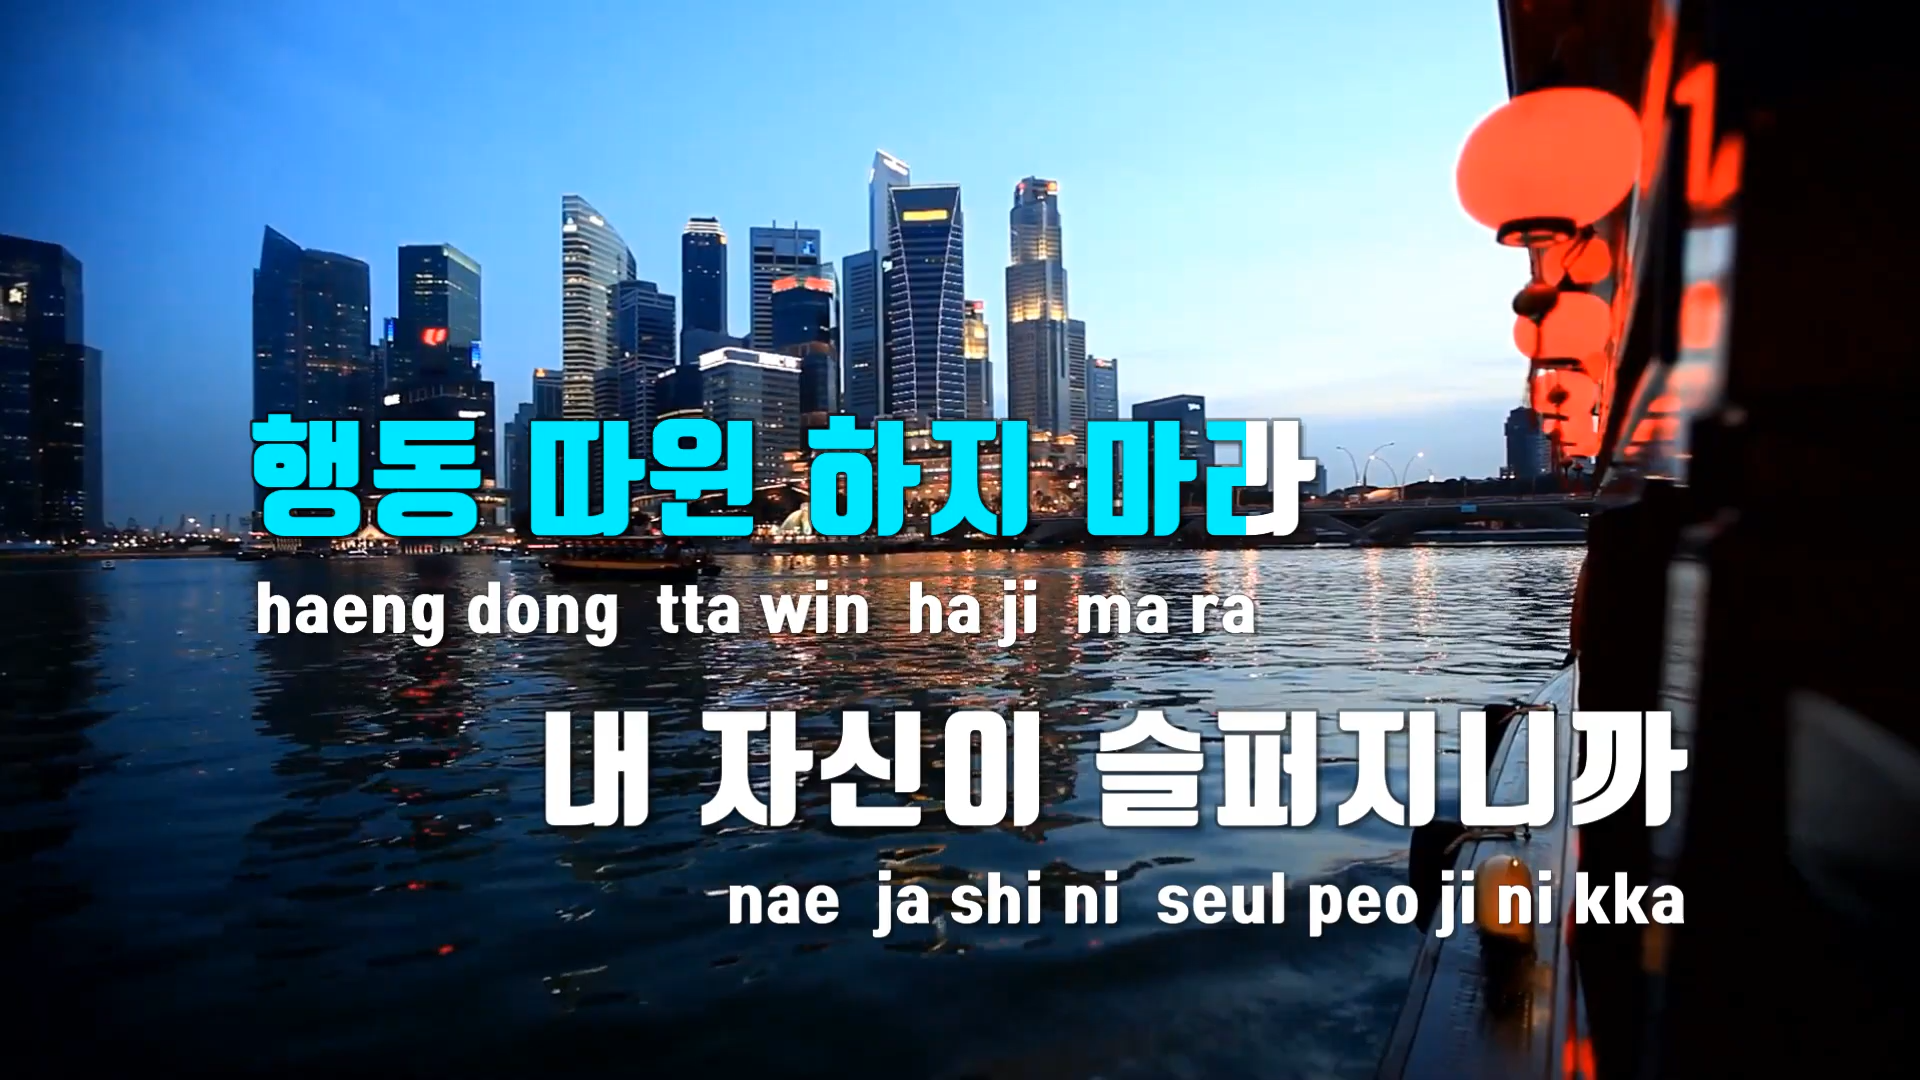 행동 따윈 하지 마라
haeng dong tta win ha ji ma ra
내 자신이 슬퍼지니까
nae ja shi ni seul peo ji ni kka